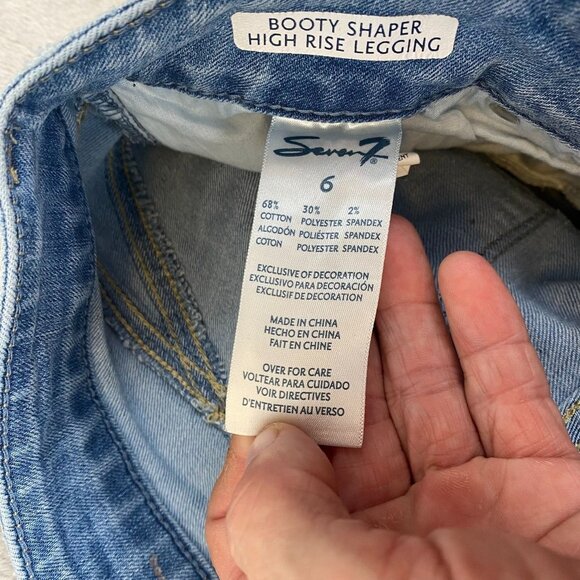 BOOTY SHAPER
HIGH RISE LEGGING
Seven7®
6
68% 30% 2%
COTTON POLYESTER SPANDEX
ALGODÓN POLIÉSTER SPANDEX
COTON POLYESTER SPANDEX
EXCLUSIVE OF DECORATION
EXCLUSIVO PARA DECORACIÓN
EXCLUSIF DE DECORATION
MADE IN CHINA
HECHO EN CHINA
FAIT EN CHINE
OVER FOR CARE
VOLTEAR PARA CUIDADO
VOIR DIRECTIVES
D'ENTRETIEN AU VERSO